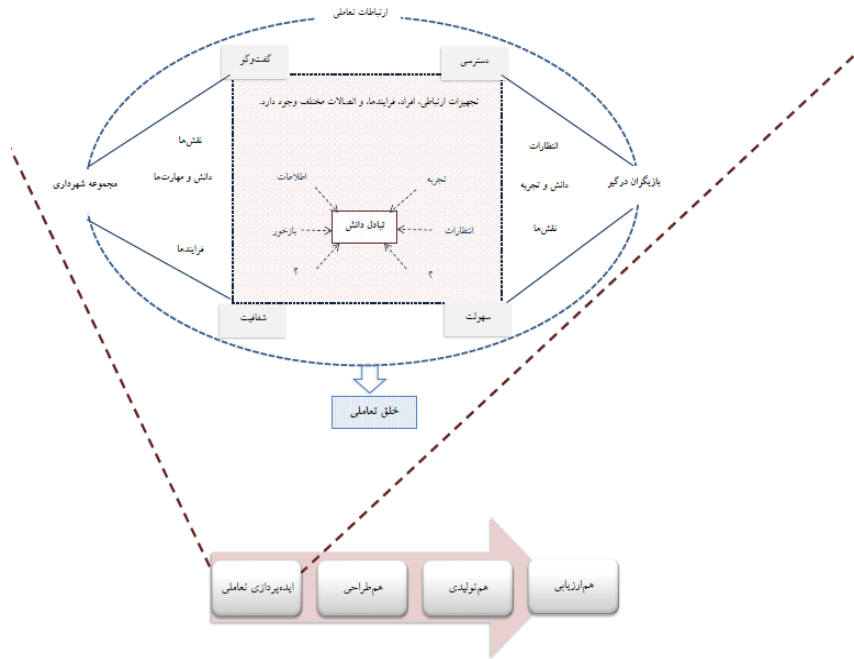 ارتباطات تعاملی
دسترسی
گفت‌وگو
تجهیزات ارتباطی، افراد، فرایندها، و اتصالات مختلف وجود دارد.
انتظارات
نقش‌ها
بازیگران درگیر
دانش و تجربه
تجربه
اطلاعات
دانش و مهارت‌ها
مجموعه شهرداری
نقش‌ها
انتظارات
تبادل دانش
بازخور
فرایندها
؟
؟
سهولت
شفافیت
خلق تعاملی
ایده‌پردازی تعاملی
هم‌طراحی
هم‌تولیدی
هم‌ارزیابی